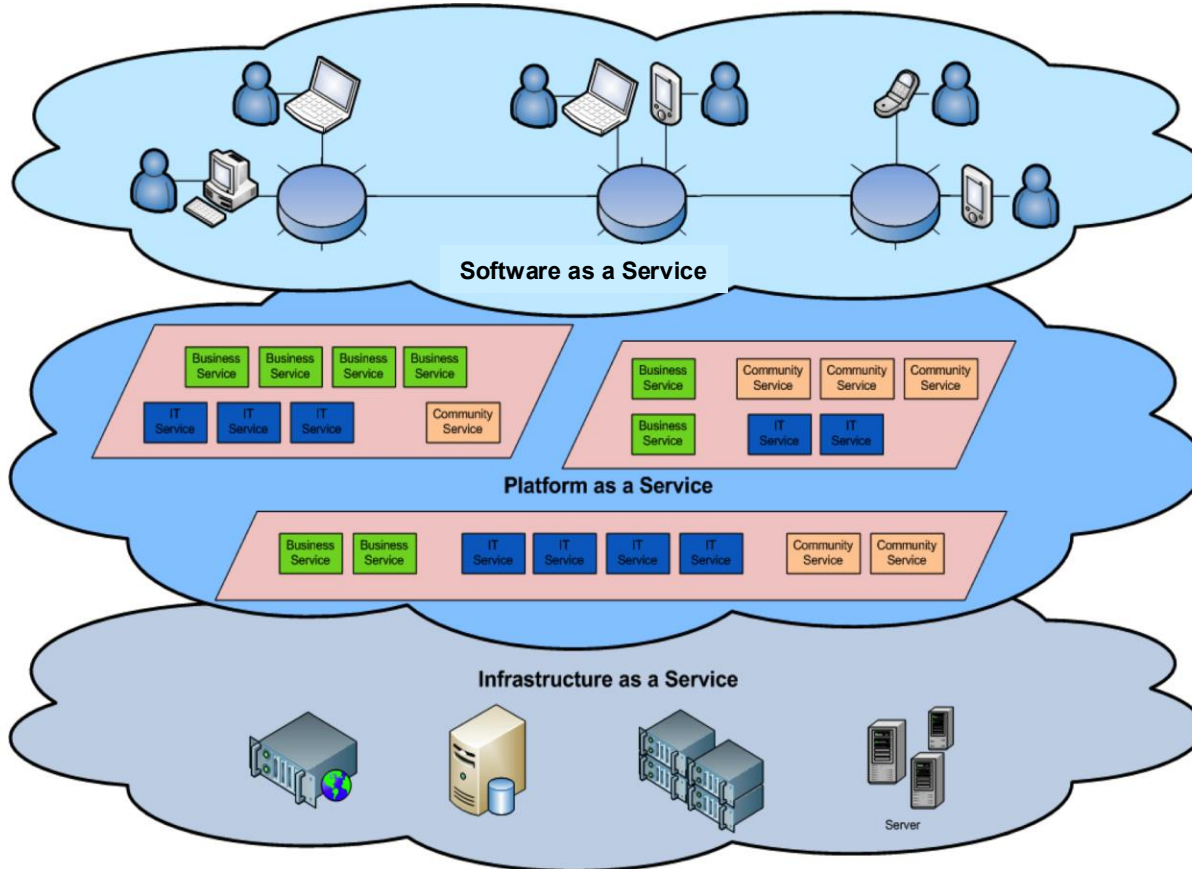 Software as a Service
Business
Service
Business
Service
Business
Service
Business
Service
IT
Service
IT
Service
IT
Service
Community
Service
Business
Service
Community
Service
Community
Service
Community
Service
Business
Service
IT
Service
IT
Service
Platform as a Service
Business
Service
Business
Service
IT
Service
IT
Service
IT
Service
IT
Service
Community
Service
Community
Service
Infrastructure as a Service
Server